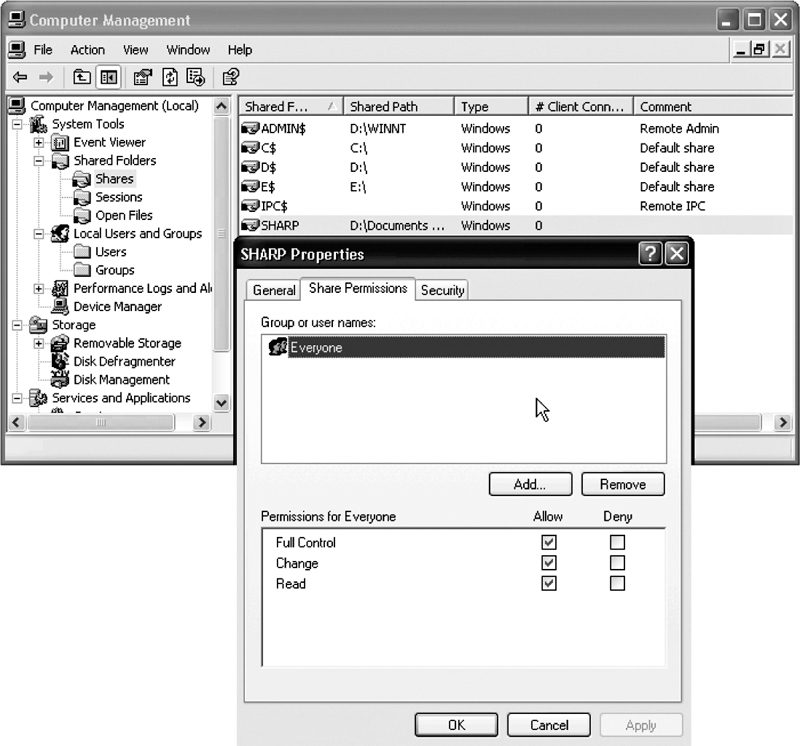 Computer Management
File Action View Window Help
Computer Management (Local)
System Tools
Event Viewer
Shared Folders
Shares
Sessions
Open Files
Local Users and Groups
Users
Groups
Performance Logs and Al
Device Manager
Storage
Removable Storage
Disk Defragmenter
Disk Management
Services and Applications
Shared F... Shared Path Type # Client Conn... Comment
ADMIN$ D:\WINNT Windows 0 Remote Admin
C$ C:\ Windows 0 Default share
D$ D:\ Windows 0 Default share
E$ E:\ Windows 0 Default share
IPC$ Windows 0 Remote IPC
SHARP D:\Documents ... Windows 0
SHARP Properties
General Share Permissions Security
Group or user names:
Everyone
Add... Remove
Permissions for Everyone Allow Deny
Full Control
Change
Read
OK Cancel Apply